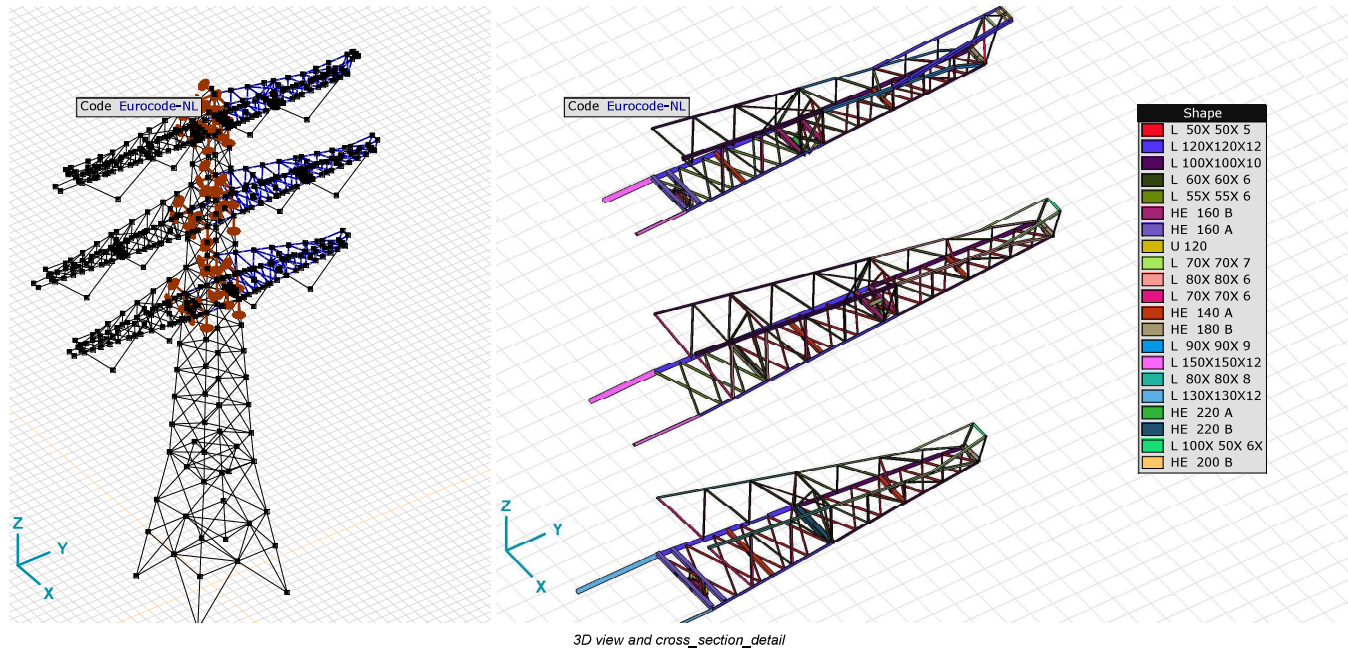 Code Eurocode-NL
Z
Y
X
Code Eurocode-NL
Z
Y
X
Shape
L 50X 50X 5
L 120X120X12
L 100X100X10
L 60X 60X 6
L 55X 55X 6
HE 160 B
HE 160 A
U 120
L 70X 70X 7
L 80X 80X 6
L 70X 70X 6
HE 140 A
HE 180 B
L 90X 90X 9
L 150X150X12
L 80X 80X 8
L 130X130X12
HE 220 A
HE 220 B
L 100X 50X 6X
HE 200 B
3D view and cross_section_detail